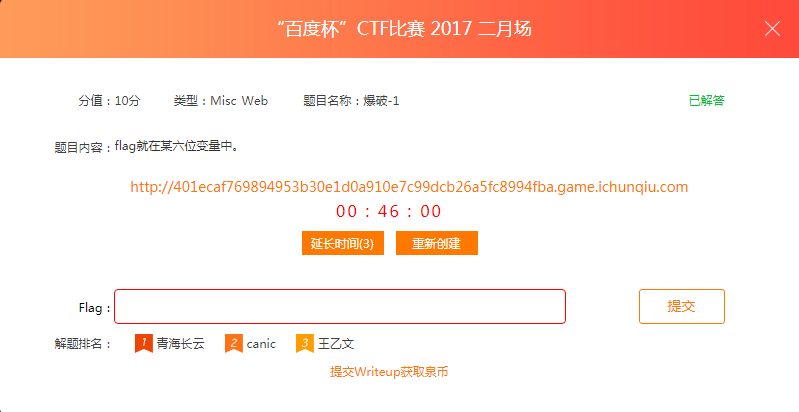 “百度杯”CTF比赛 2017 二月场
分值：10分 类型：Misc Web 题目名称：爆破-1 已解答
题目内容：flag就在某六位变量中。
http://401ecaf769894953b30e1d0a910e7c99dcb26a5fc8994fba.game.ichunqiu.com
00：46：00
延长时间(3) 重新创建
Flag： 提交
解题排名： 1 青海长云 2 canic 3 王乙文
提交Writeup获取泉币